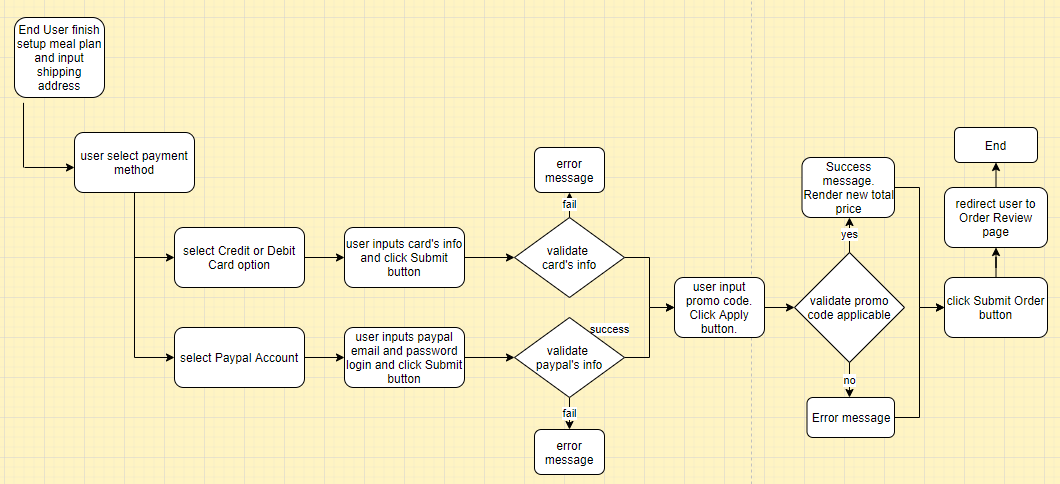 End User finish
setup meal plan
and input
shipping
address
user select payment
method
select Credit or Debit
Card option
user inputs card's info
and click Submit
button
validate
card's info
fail
error
message
select Paypal Account
user inputs paypal
email and password
login and click Submit
button
validate
paypal's info
success
fail
error
message
user input
promo code.
Click Apply
button.
validate promo
code applicable
yes
Success
message.
Render new total
price
no
Error message
click Submit Order
button
redirect user to
Order Review
page
End